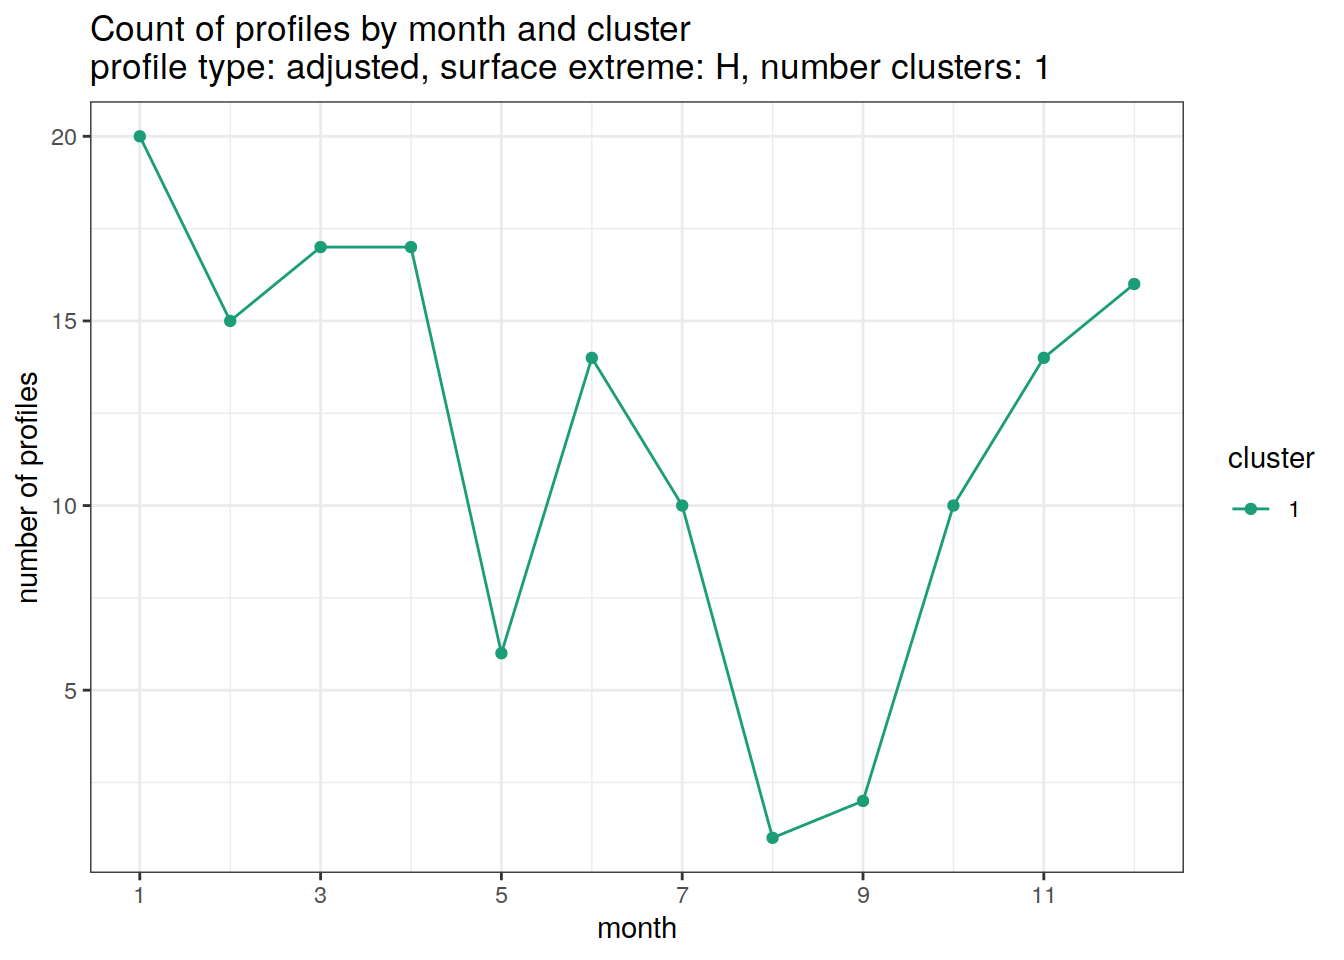 Count of profiles by month and cluster
profile type: adjusted, surface extreme: H, number clusters: 1
20
15
10
5
number of profiles
1 3 5 7 9 11
month
cluster
1